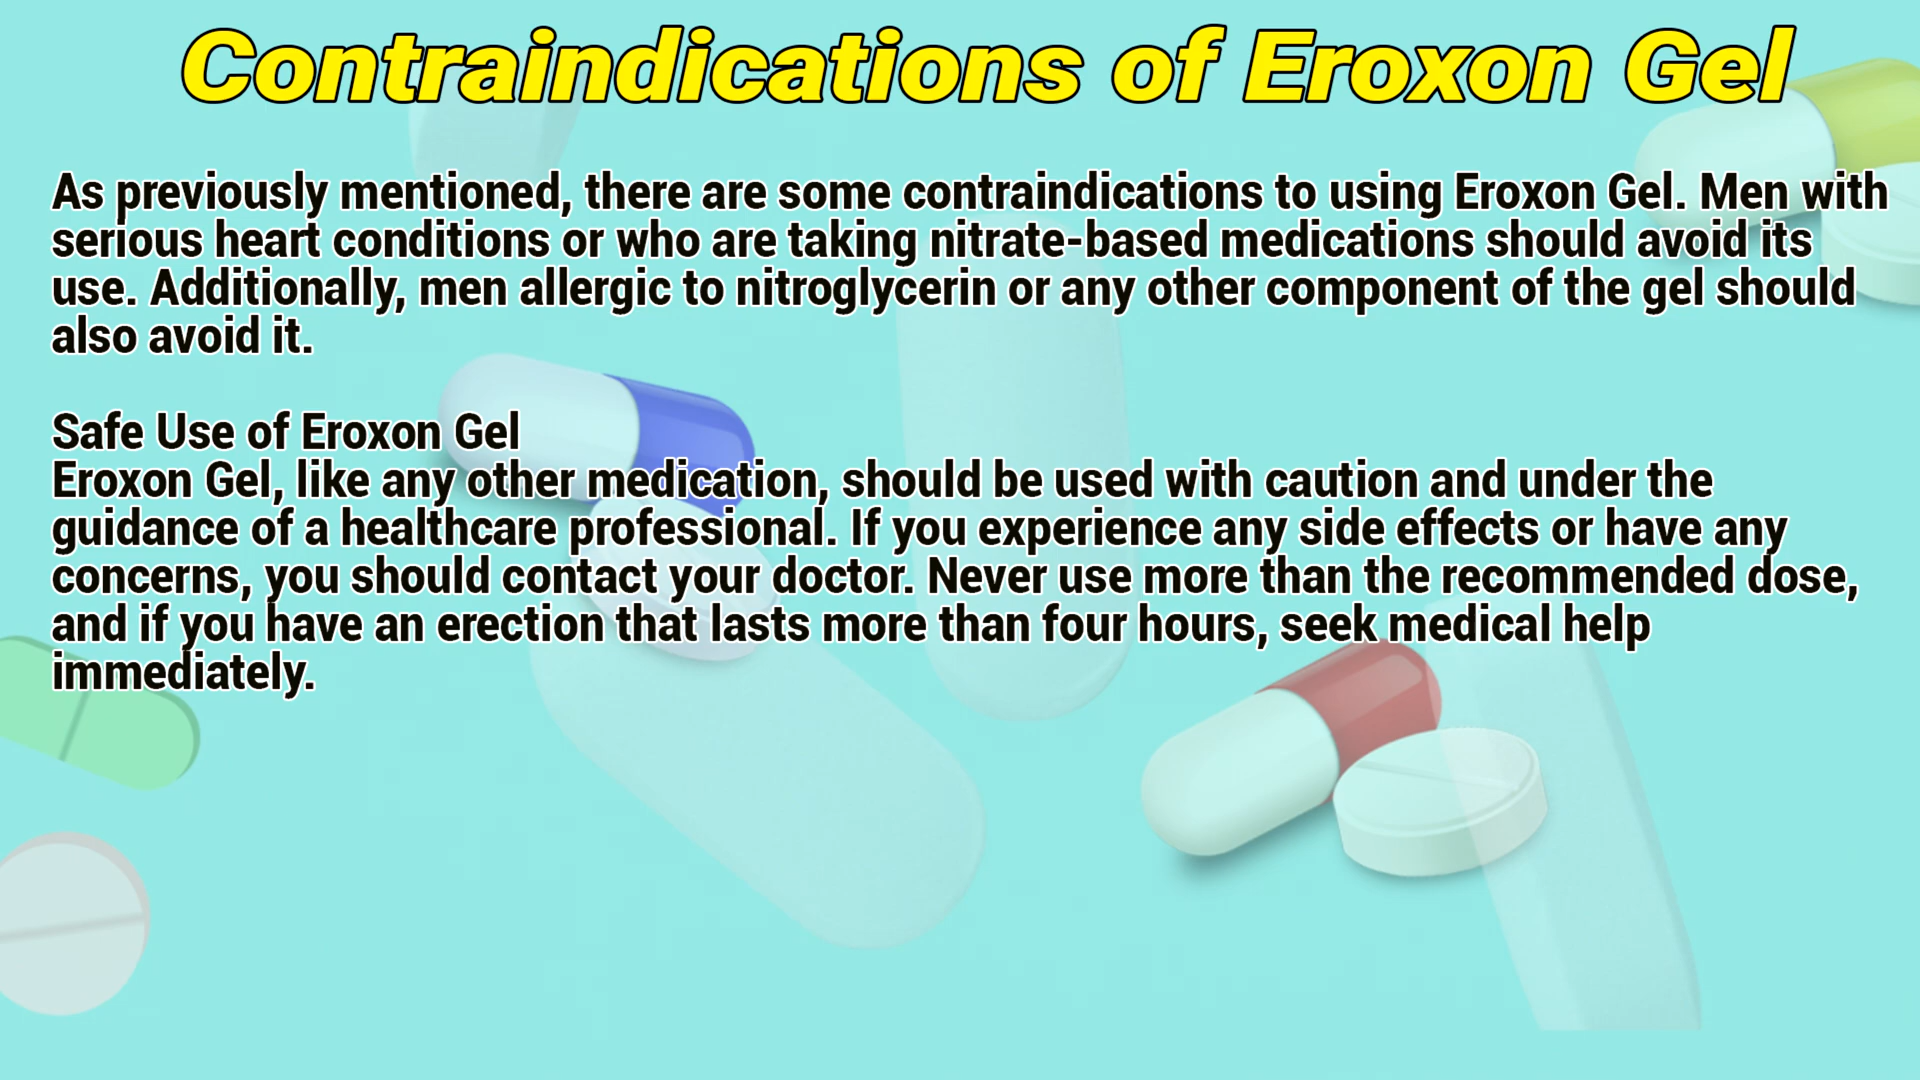 Contraindications of Eroxon Gel
As previously mentioned, there are some contraindications to using Eroxon Gel. Men with
serious heart conditions or who are taking nitrate-based medications should avoid its
use. Additionally, men allergic to nitroglycerin or any other component of the gel should
also avoid it.
Safe Use of Eroxon Gel
Eroxon Gel, like any other medication, should be used with caution and under the
guidance of a healthcare professional. If you experience any side effects or have any
concerns, you should contact your doctor. Never use more than the recommended dose,
and if you have an erection that lasts more than four hours, seek medical help
immediately.